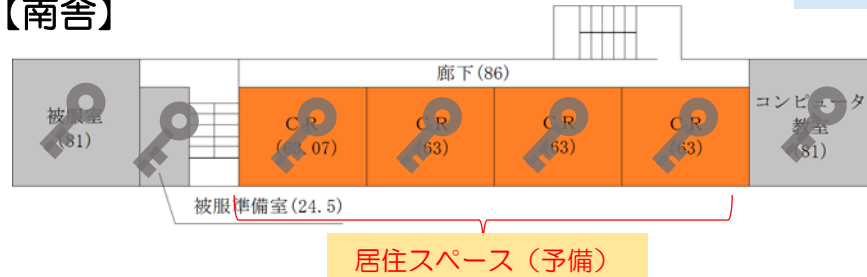 【南舎】
廊下(86)
被服室
(81)
CR
(63.07)
CR
(63)
CR
(63)
CR
(63)
コンピュータ
教室
(81)
被服準備室(24.5)
居住スペース（予備）